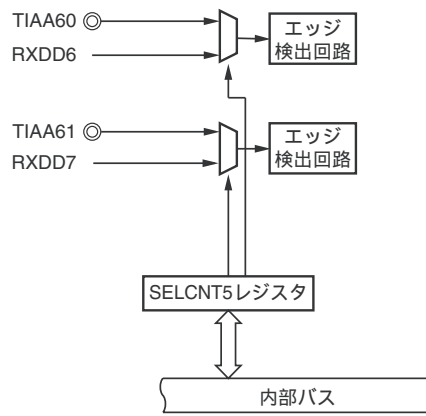 TIAA60
RXDD6
エッジ
検出回路
TIAA61
RXDD7
エッジ
検出回路
SELCNT5レジスタ
内部バス